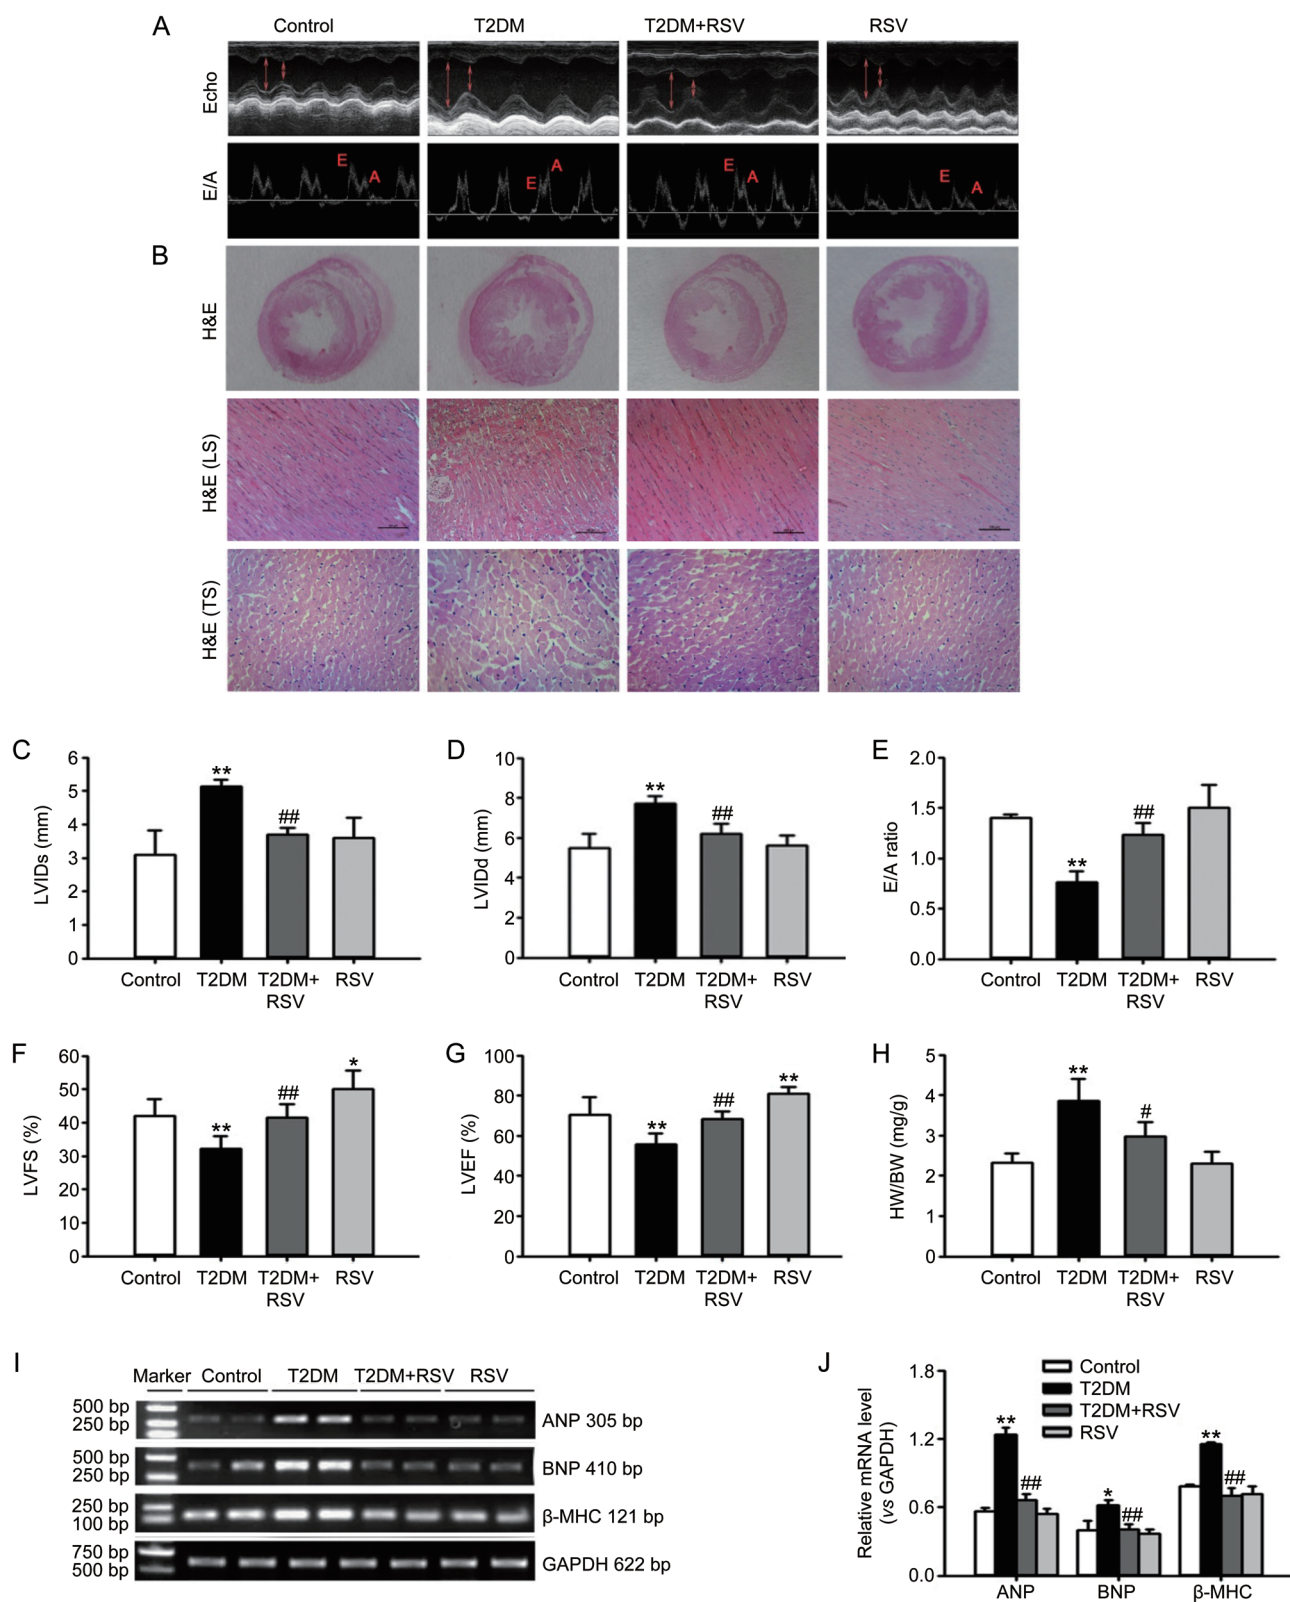 A
Control T2DM T2DM+RSV RSV
Echo
E/A
E A
E A
E A
E A
B
H&E
H&E (LS)
H&E (TS)
C
LVIDs (mm)
6
5
4
3
2
1
0
**
##
Control T2DM T2DM+ RSV
RSV
D
LVIDd (mm)
10
8
6
4
2
0
**
##
Control T2DM T2DM+ RSV
RSV
E
E/A ratio
2.0
1.5
1.0
0.5
0.0
**
##
Control T2DM T2DM+ RSV
RSV
F
LVFS (%)
60
50
40
30
20
10
0
**
##
*
Control T2DM T2DM+ RSV
RSV
G
LVEF (%)
100
80
60
40
20
0
**
##
**
Control T2DM T2DM+ RSV
RSV
H
HW/BW (mg/g)
5
4
3
2
1
0
**
#
Control T2DM T2DM+ RSV
RSV
I
Marker Control T2DM T2DM+RSV RSV
500 bp
250 bp
ANP 305 bp
500 bp
250 bp
BNP 410 bp
250 bp
100 bp
β-MHC 121 bp
750 bp
500 bp
GAPDH 622 bp
J
Relative mRNA level
(vs GAPDH)
1.8
1.2
0.6
0.0
Control
T2DM
T2DM+RSV
RSV
**
##
*
##
**
##
ANP BNP β-MHC